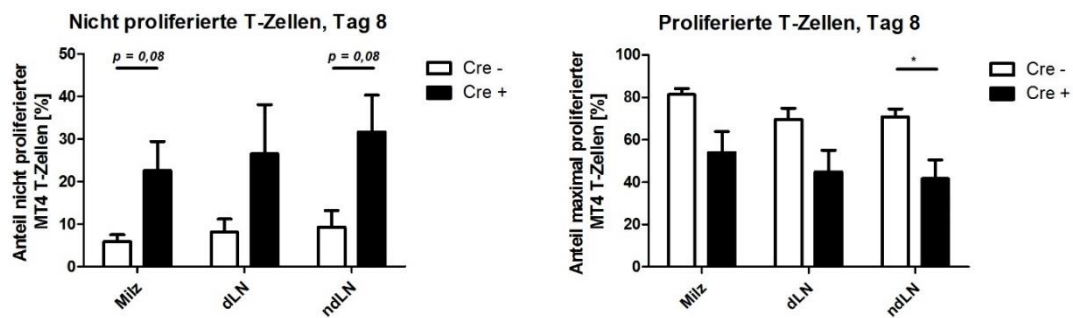 Nicht proliferierte T-Zellen, Tag 8
Anteil nicht proliferierter
MT4 T-Zellen [%]
50
40
30
20
10
0
p = 0,08
p = 0,08
Cre -
Cre +
Milz
dLN
ndLN
Proliferierte T-Zellen, Tag 8
Anteil maximal proliferierter
MT4 T-Zellen [%]
100
80
60
40
20
0
*
Cre -
Cre +
Milz
dLN
ndLN